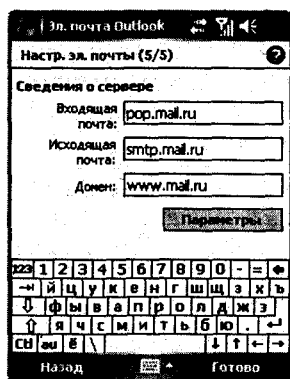 Эл. почта Outlook
Настр. эл. почты (5/5)
Сведения о сервере
Входящая почта: pop.mail.ru
Исходящая почта: smtp.mail.ru
Домен: www.mail.ru
Параметры
123 1 2 3 4 5 6 7 8 9 0 - =
й ц у к е н г ш щ з х ъ
ф ы в а п р о л д ж э
я ч с м и т ь б ю .
Ctl au ё \
Назад Готово